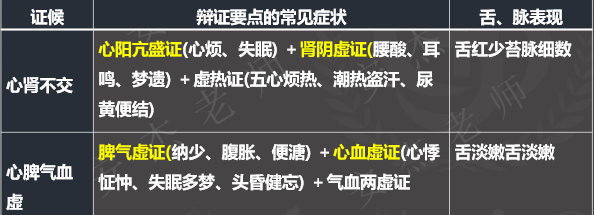 证候
辩证要点的常见症状
舌、脉表现
心肾不交
心阳亢盛证(心烦、失眠) +肾阴虚证(腰酸、耳
鸣、梦遗) +虚热证(五心烦热、潮热盗汗、尿
黄便结)
舌红少苔脉细数
心脾气血
虚
脾气虚证(纳少、腹胀、便溏) +心血虚证(心悸
怔忡、失眠多梦、头昏健忘) +气血两虚证
舌淡嫩舌淡嫩